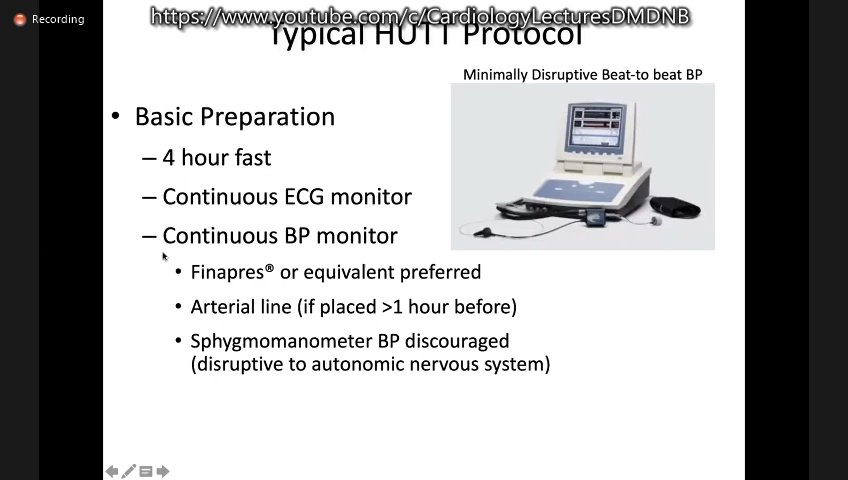 Recording
https://www.youtube.com/c/CardiologyLecturesDMDNB
Typical HUTT Protocol
Minimally Disruptive Beat-to beat BP
• Basic Preparation
– 4 hour fast
– Continuous ECG monitor
– Continuous BP monitor
• Finapres® or equivalent preferred
• Arterial line (if placed >1 hour before)
• Sphygmomanometer BP discouraged
(disruptive to autonomic nervous system)